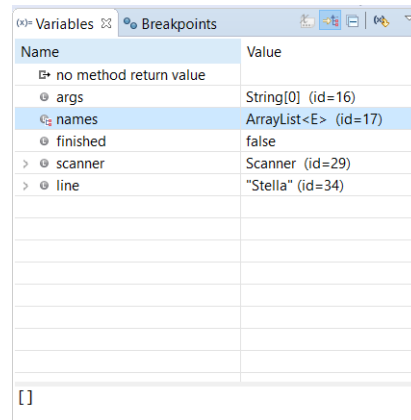 (x)= Variables Breakpoints
Name Value
no method return value
args String[0] (id=16)
names ArrayList<E> (id=17)
finished false
scanner Scanner (id=29)
line "Stella" (id=34)
[]